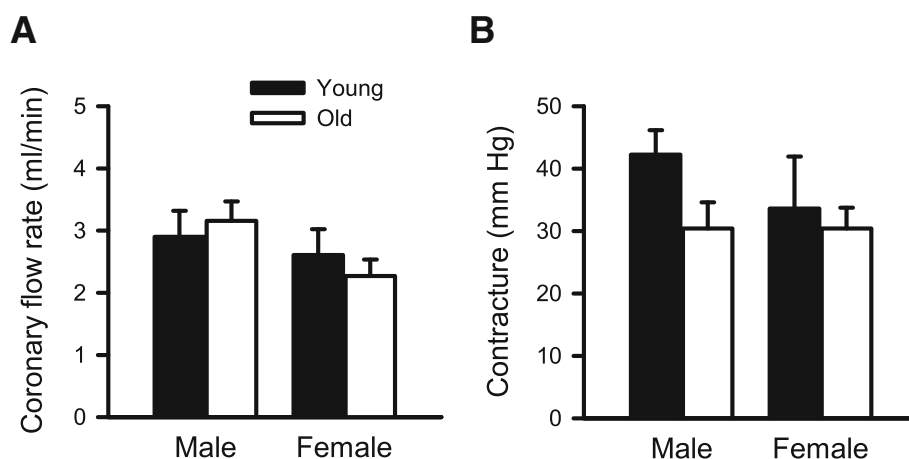 A
Young
Old
Coronary flow rate (ml/min)
5
4
3
2
1
0
Male Female
B
Contracture (mm Hg)
50
40
30
20
10
0
Male Female